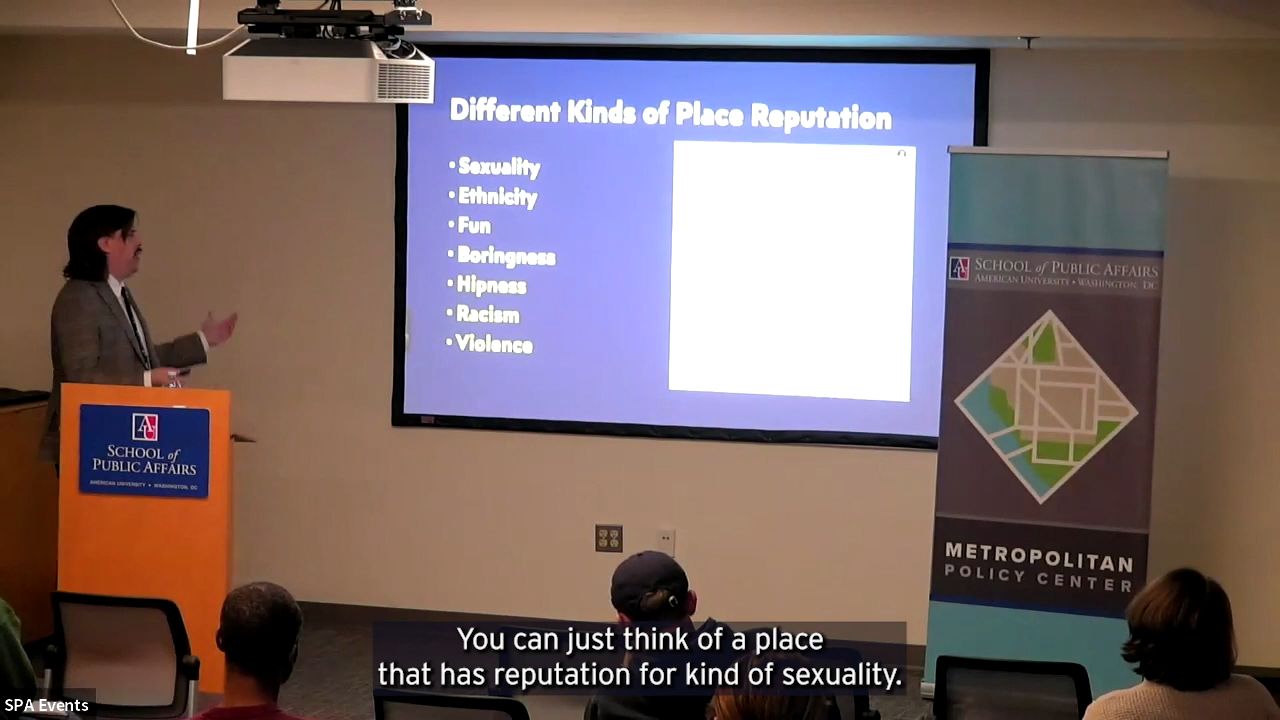 Different Kinds of Place Reputation
• Sexuality
• Ethnicity
• Fun
• Boringness
• Hipness
• Racism
• Violence
SCHOOL of PUBLIC AFFAIRS
AMERICAN UNIVERSITY • WASHINGTON, DC
METROPOLITAN
POLICY CENTER
AU
SCHOOL of
PUBLIC AFFAIRS
AMERICAN UNIVERSITY • WASHINGTON, DC
You can just think of a place
that has reputation for kind of sexuality.
SPA Events